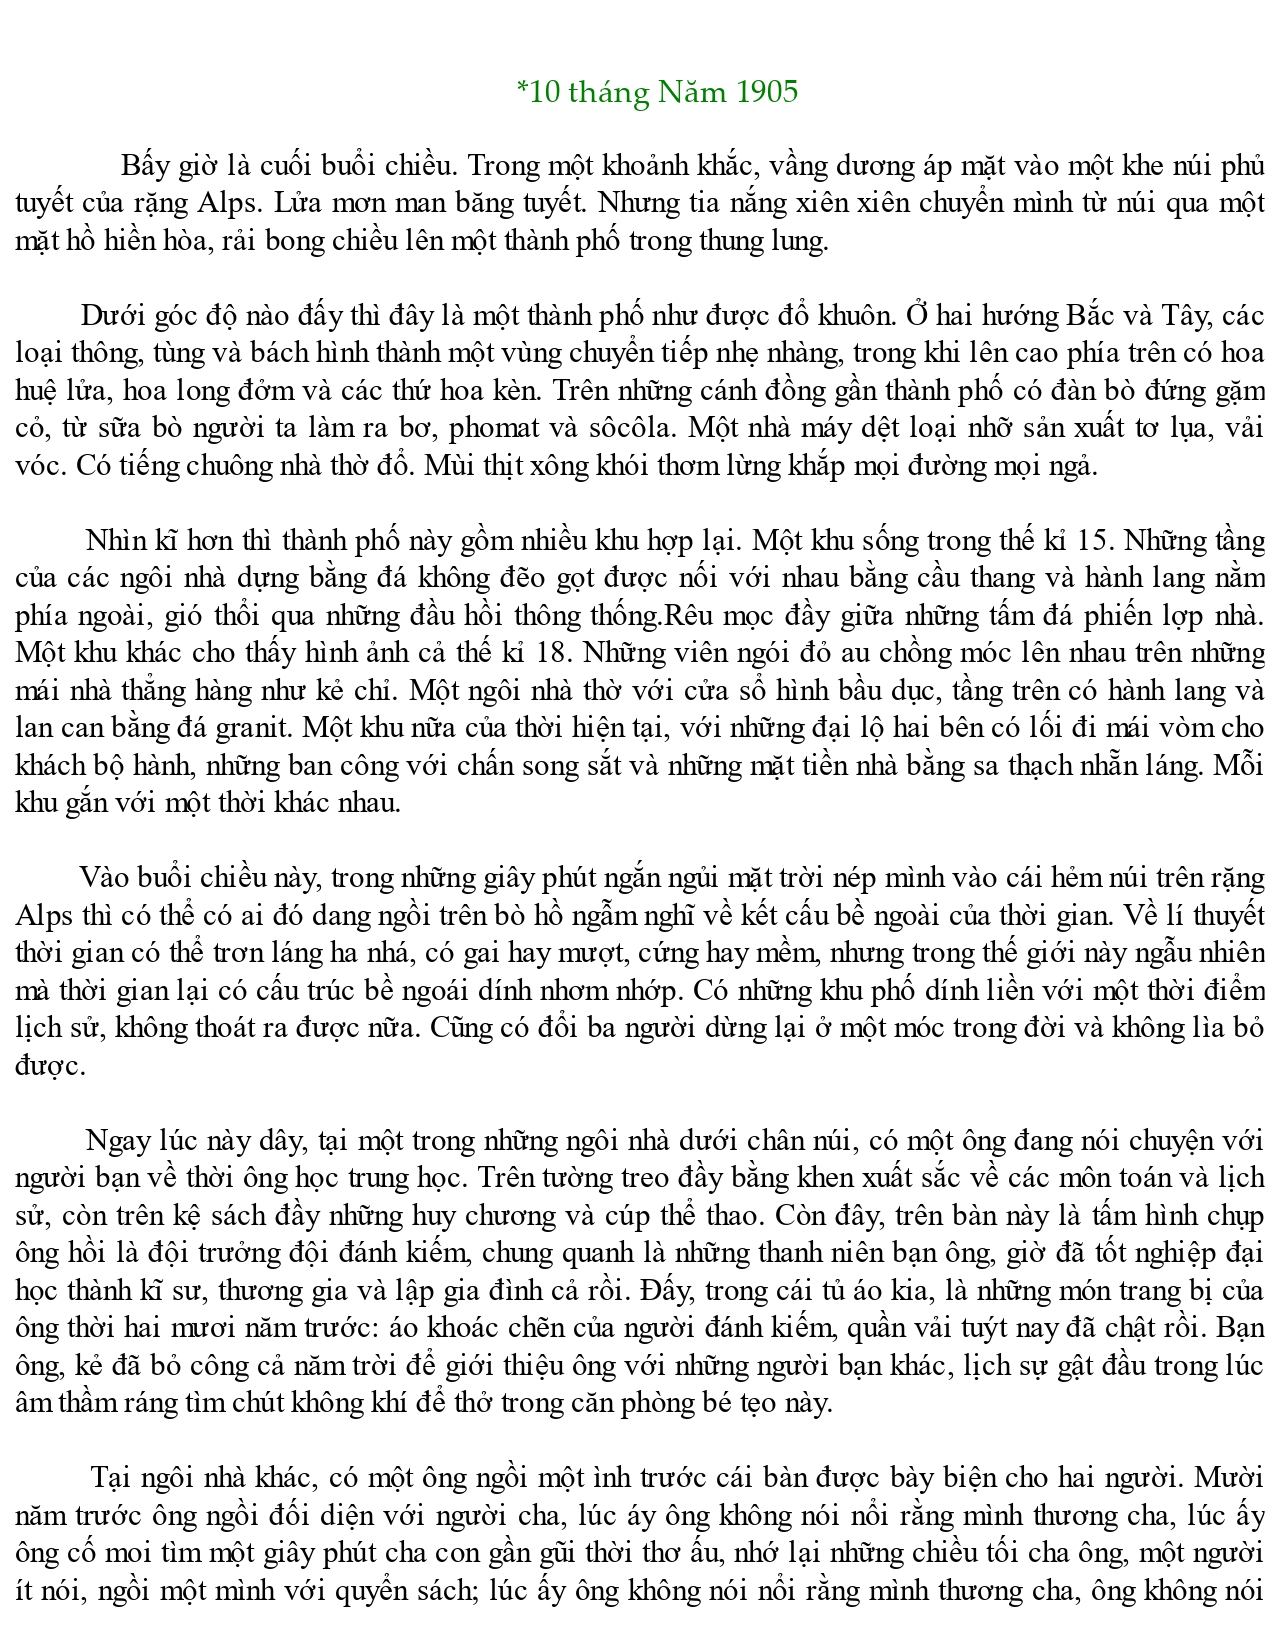 *10 tháng Năm 1905
Bấy giờ là cuối buổi chiều. Trong một khoảnh khắc, vầng dương áp mặt vào một khe núi phủ
tuyết của rặng Alps. Lửa mơn man băng tuyết. Nhưng tia nắng xiên xiên chuyển mình từ núi qua một
mặt hồ hiền hòa, rải bong chiều lên một thành phố trong thung lung.
Dưới góc độ nào đấy thì đây là một thành phố như được đổ khuôn. Ở hai hướng Bắc và Tây, các
loại thông, tùng và bách hình thành một vùng chuyển tiếp nhẹ nhàng, trong khi lên cao phía trên có hoa
huệ lửa, hoa long đởm và các thứ hoa kèn. Trên những cánh đồng gần thành phố có đàn bò đứng gặm
cỏ, từ sữa bò người ta làm ra bơ, phomat và sôcôla. Một nhà máy dệt loại nhỡ sản xuất tơ lụa, vải
vóc. Có tiếng chuông nhà thờ đổ. Mùi thịt xông khói thơm lừng khắp mọi đường mọi ngả.
Nhìn kĩ hơn thì thành phố này gồm nhiều khu hợp lại. Một khu sống trong thế kỉ 15. Những tầng
của các ngôi nhà dựng bằng đá không đẽo gọt được nối với nhau bằng cầu thang và hành lang nằm
phía ngoài, gió thổi qua những đầu hồi thông thống.Rêu mọc đầy giữa những tấm đá phiến lợp nhà.
Một khu khác cho thấy hình ảnh cả thế kỉ 18. Những viên ngói đỏ au chồng móc lên nhau trên những
mái nhà thẳng hàng như kẻ chỉ. Một ngôi nhà thờ với cửa sổ hình bầu dục, tầng trên có hành lang và
lan can bằng đá granit. Một khu nữa của thời hiện tại, với những đại lộ hai bên có lối đi mái vòm cho
khách bộ hành, những ban công với chấn song sắt và những mặt tiền nhà bằng sa thạch nhẵn láng. Mỗi
khu gắn với một thời khác nhau.
Vào buổi chiều này, trong những giây phút ngắn ngủi mặt trời nép mình vào cái hẻm núi trên rặng
Alps thì có thể có ai đó dang ngồi trên bò hồ ngẫm nghĩ về kết cấu bề ngoài của thời gian. Về lí thuyết
thời gian có thể trơn láng ha nhá, có gai hay mượt, cứng hay mềm, nhưng trong thế giới này ngẫu nhiên
mà thời gian lại có cấu trúc bề ngoái dính nhơm nhớp. Có những khu phố dính liền với một thời điểm
lịch sử, không thoát ra được nữa. Cũng có đổi ba người dừng lại ở một móc trong đời và không lìa bỏ
được.
Ngay lúc này dây, tại một trong những ngôi nhà dưới chân núi, có một ông đang nói chuyện với
người bạn về thời ông học trung học. Trên tường treo đầy bằng khen xuất sắc về các môn toán và lịch
sử, còn trên kệ sách đầy những huy chương và cúp thể thao. Còn đây, trên bàn này là tấm hình chụp
ông hồi là đội trưởng đội đánh kiếm, chung quanh là những thanh niên bạn ông, giờ đã tốt nghiệp đại
học thành kĩ sư, thương gia và lập gia đình cả rồi. Đấy, trong cái tủ áo kia, là những món trang bị của
ông thời hai mươi năm trước: áo khoác chẽn của người đánh kiếm, quần vải tuýt nay đã chật rồi. Bạn
ông, kẻ đã bỏ công cả năm trời để giới thiệu ông với những người bạn khác, lịch sự gật đầu trong lúc
âm thầm ráng tìm chút không khí để thở trong căn phòng bé tẹo này.
Tại ngôi nhà khác, có một ông ngồi một ình trước cái bàn được bày biện cho hai người. Mười
năm trước ông ngồi đối diện với người cha, lúc áy ông không nói nổi rằng mình thương cha, lúc ấy
ông cố moi tìm một giây phút cha con gần gũi thời thơ ấu, nhớ lại những chiều tối cha ông, một người
ít nói, ngồi một mình với quyển sách; lúc ấy ông không nói nổi rằng mình thương cha, ông không nói